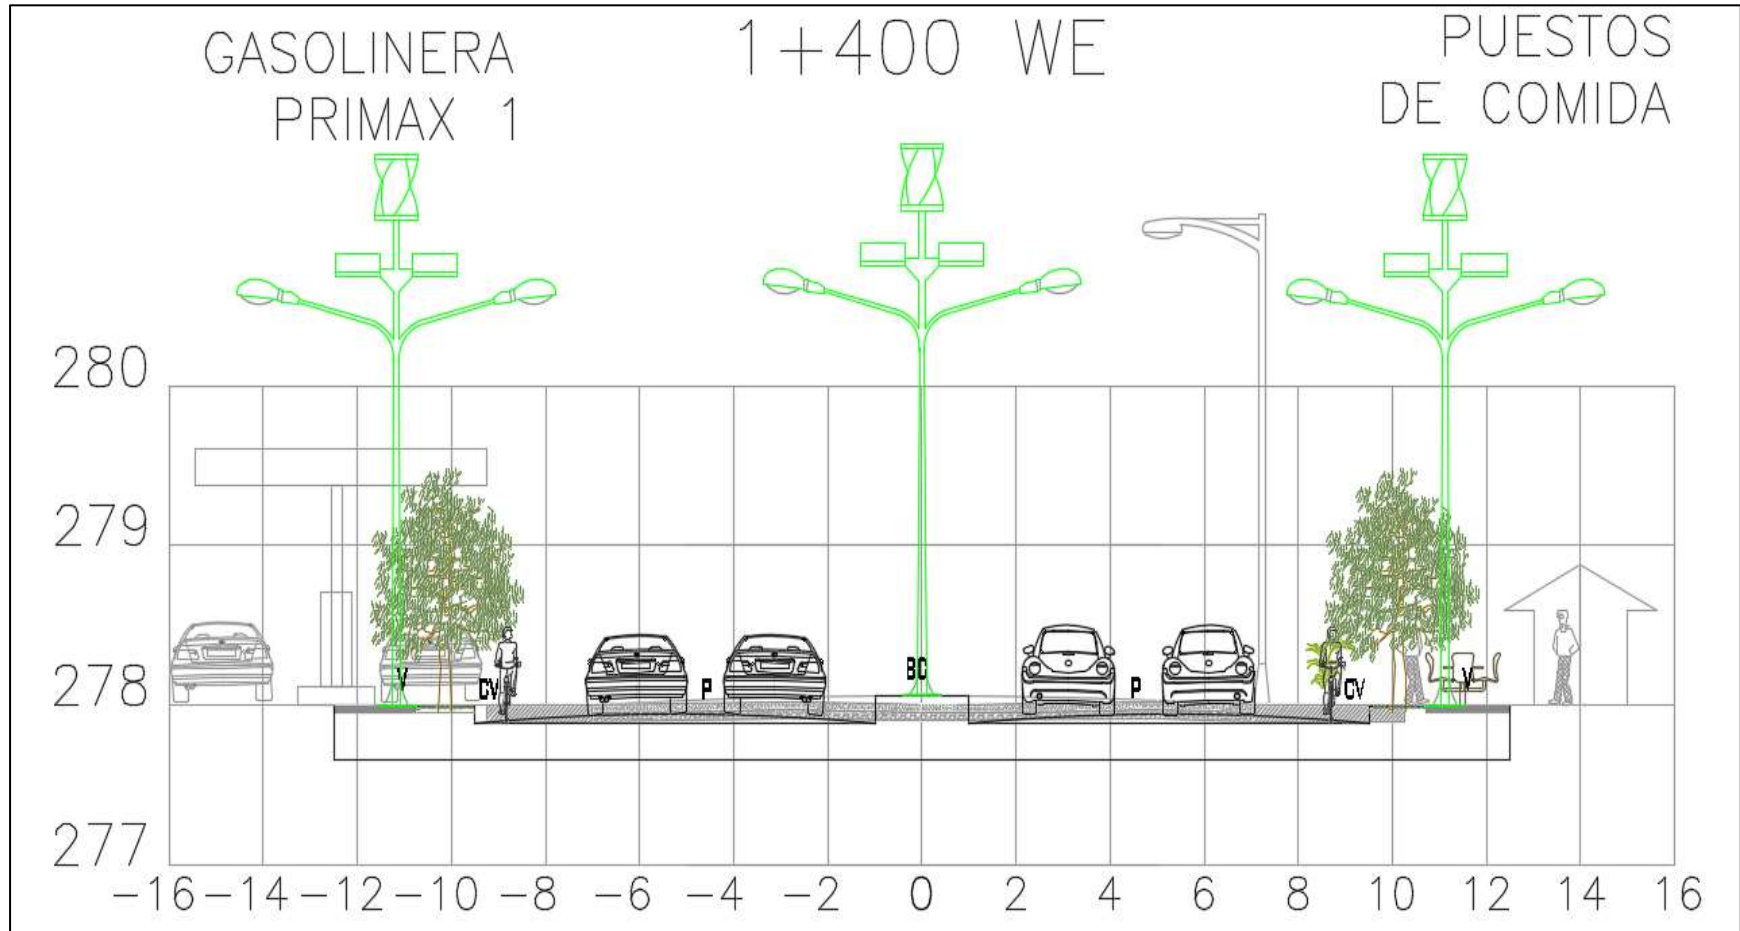 GASOLINERA
PRIMAX 1
1+400 WE
PUESTOS
DE COMIDA
280
279
278
277
V
CV
P
BC
P
CV
V
-16 -14 -12 -10 -8 -6 -4 -2 0 2 4 6 8 10 12 14 16